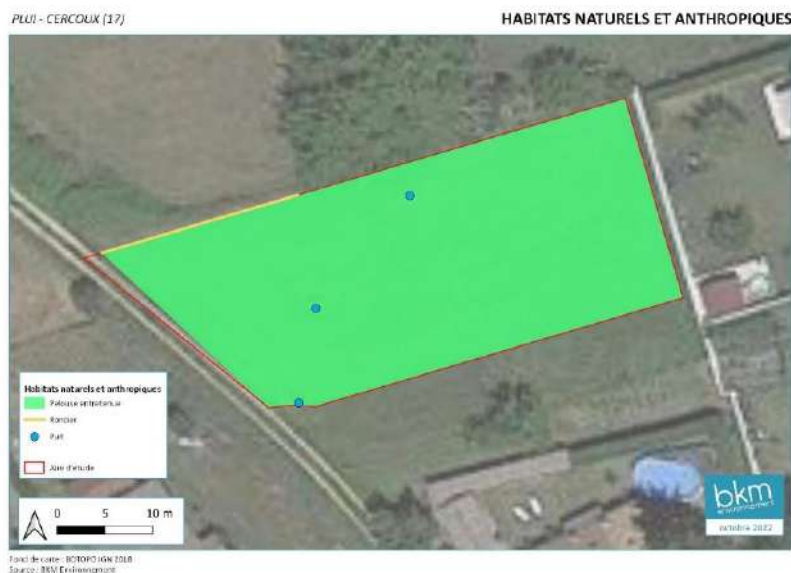 PLUI - CERCOUX (17)
HABITATS NATURELS ET ANTHROPIQUES
Habitats naturels et anthropiques
Pelouse entretenue
Roncier
Puit
Aire d'étude
0 5 10 m
bkm
environnement
octobre 2022
Fond de carte : BDTOPO IGN 2018
Source : BKM Environnement